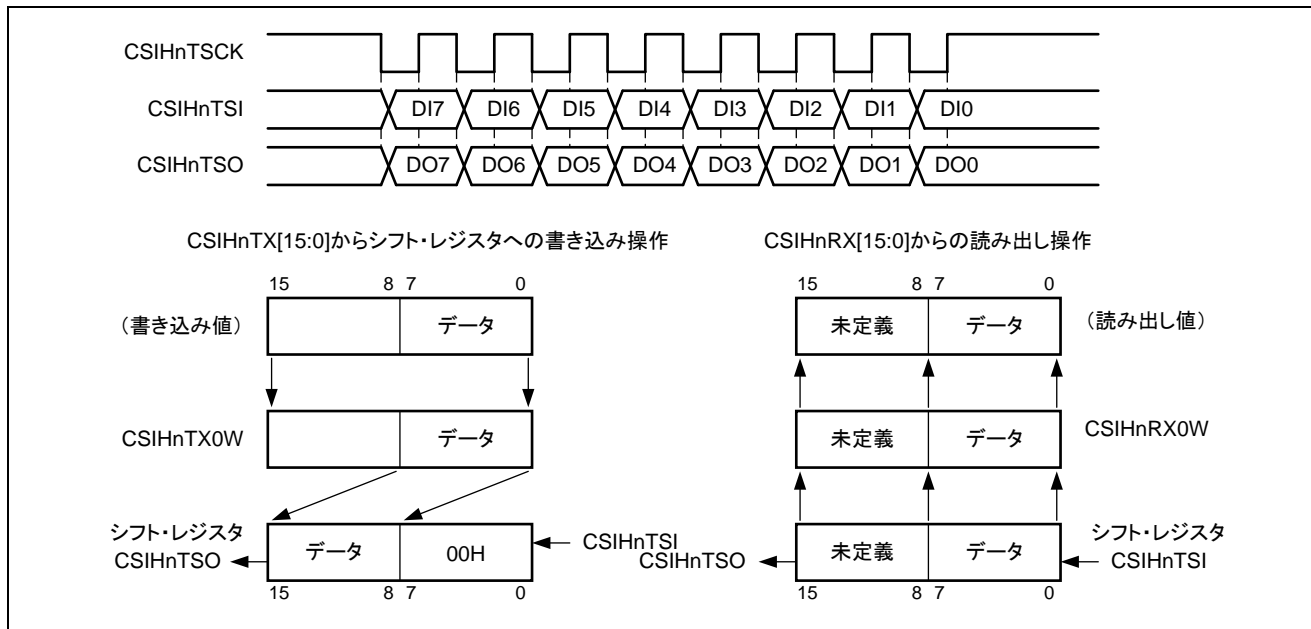 CSIHnTSCK
CSIHnTSI DI7 DI6 DI5 DI4 DI3 DI2 DI1 DI0
CSIHnTSO DO7 DO6 DO5 DO4 DO3 DO2 DO1 DO0
CSIHnTX[15:0]からシフト・レジスタへの書き込み操作
15 8 7 0
（書き込み値） データ
CSIHnTX0W データ
シフト・レジスタ
CSIHnTSO データ 00H CSIHnTSI
15 8 7 0
CSIHnRX[15:0]からの読み出し操作
15 8 7 0
未定義 データ （読み出し値）
未定義 データ CSIHnRX0W
シフト・レジスタ
CSIHnTSO 未定義 データ CSIHnTSI
15 8 7 0